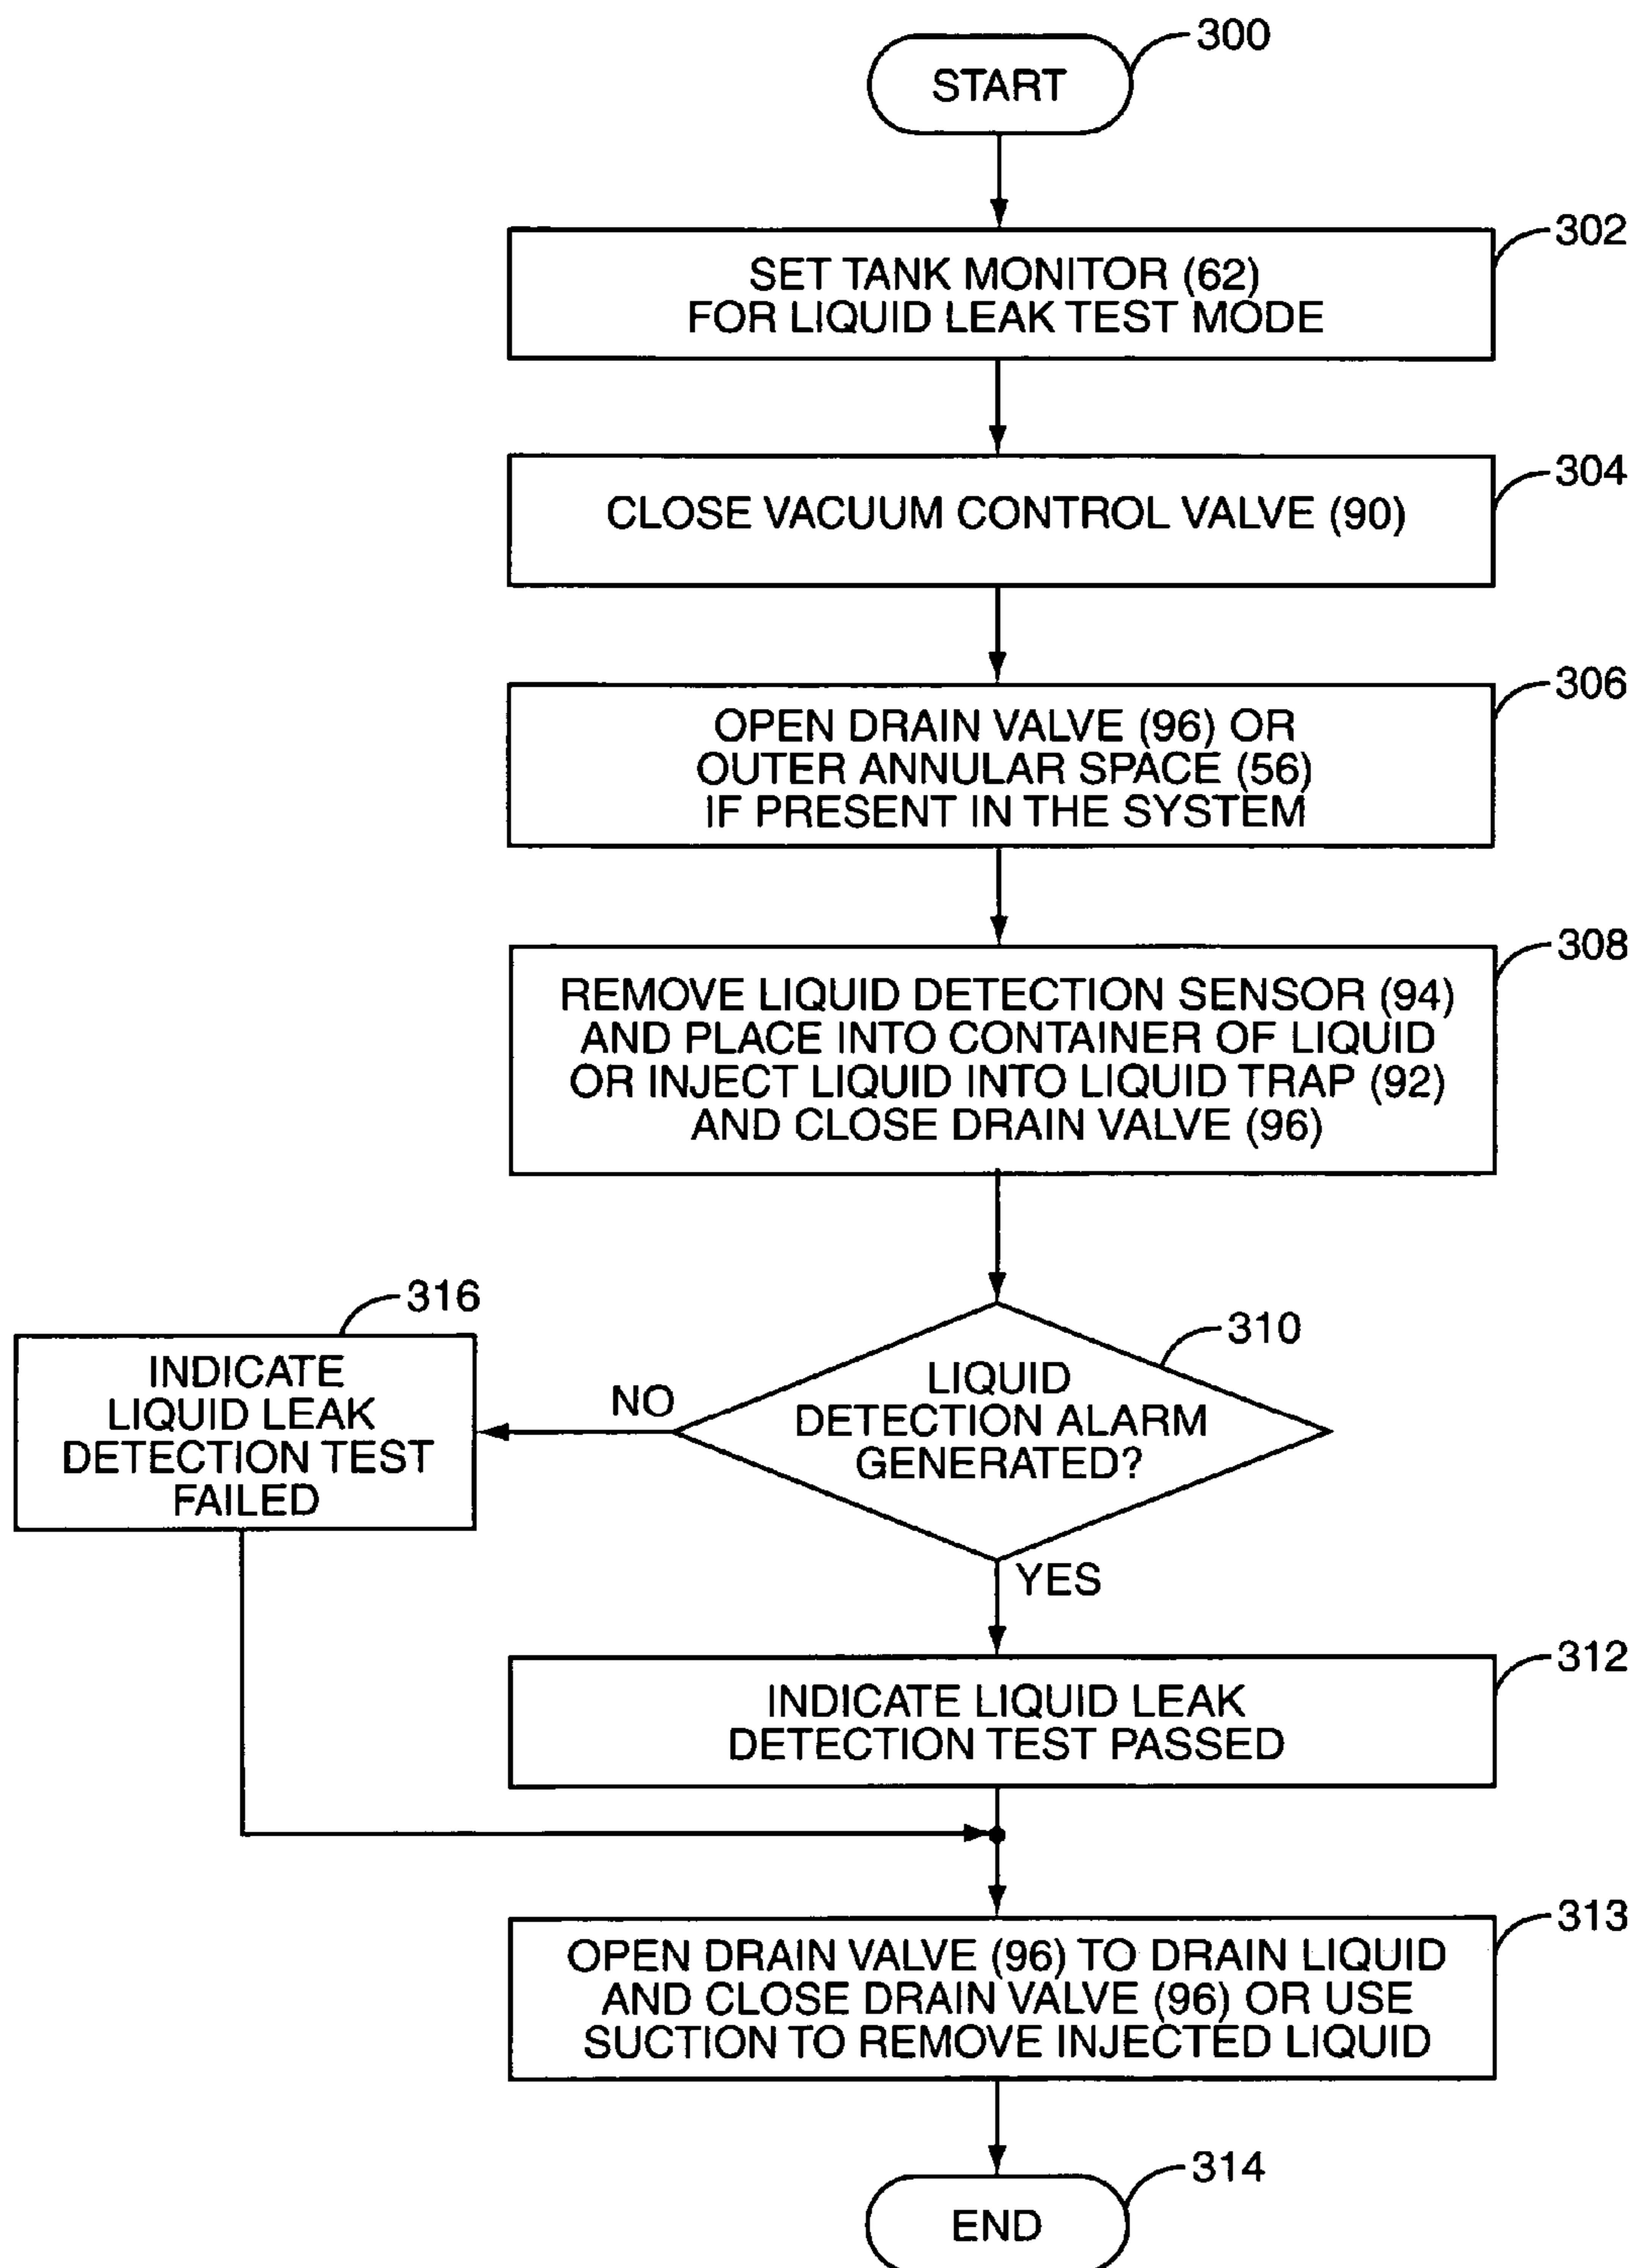 300
START
302
SET TANK MONITOR (62)
FOR LIQUID LEAK TEST MODE
304
CLOSE VACUUM CONTROL VALVE (90)
306
OPEN DRAIN VALVE (96) OR
OUTER ANNULAR SPACE (56)
IF PRESENT IN THE SYSTEM
308
REMOVE LIQUID DETECTION SENSOR (94)
AND PLACE INTO CONTAINER OF LIQUID
OR INJECT LIQUID INTO LIQUID TRAP (92)
AND CLOSE DRAIN VALVE (96)
310
LIQUID
DETECTION ALARM
GENERATED?
NO
316
INDICATE
LIQUID LEAK
DETECTION TEST
FAILED
YES
312
INDICATE LIQUID LEAK
DETECTION TEST PASSED
313
OPEN DRAIN VALVE (96) TO DRAIN LIQUID
AND CLOSE DRAIN VALVE (96) OR USE
SUCTION TO REMOVE INJECTED LIQUID
314
END